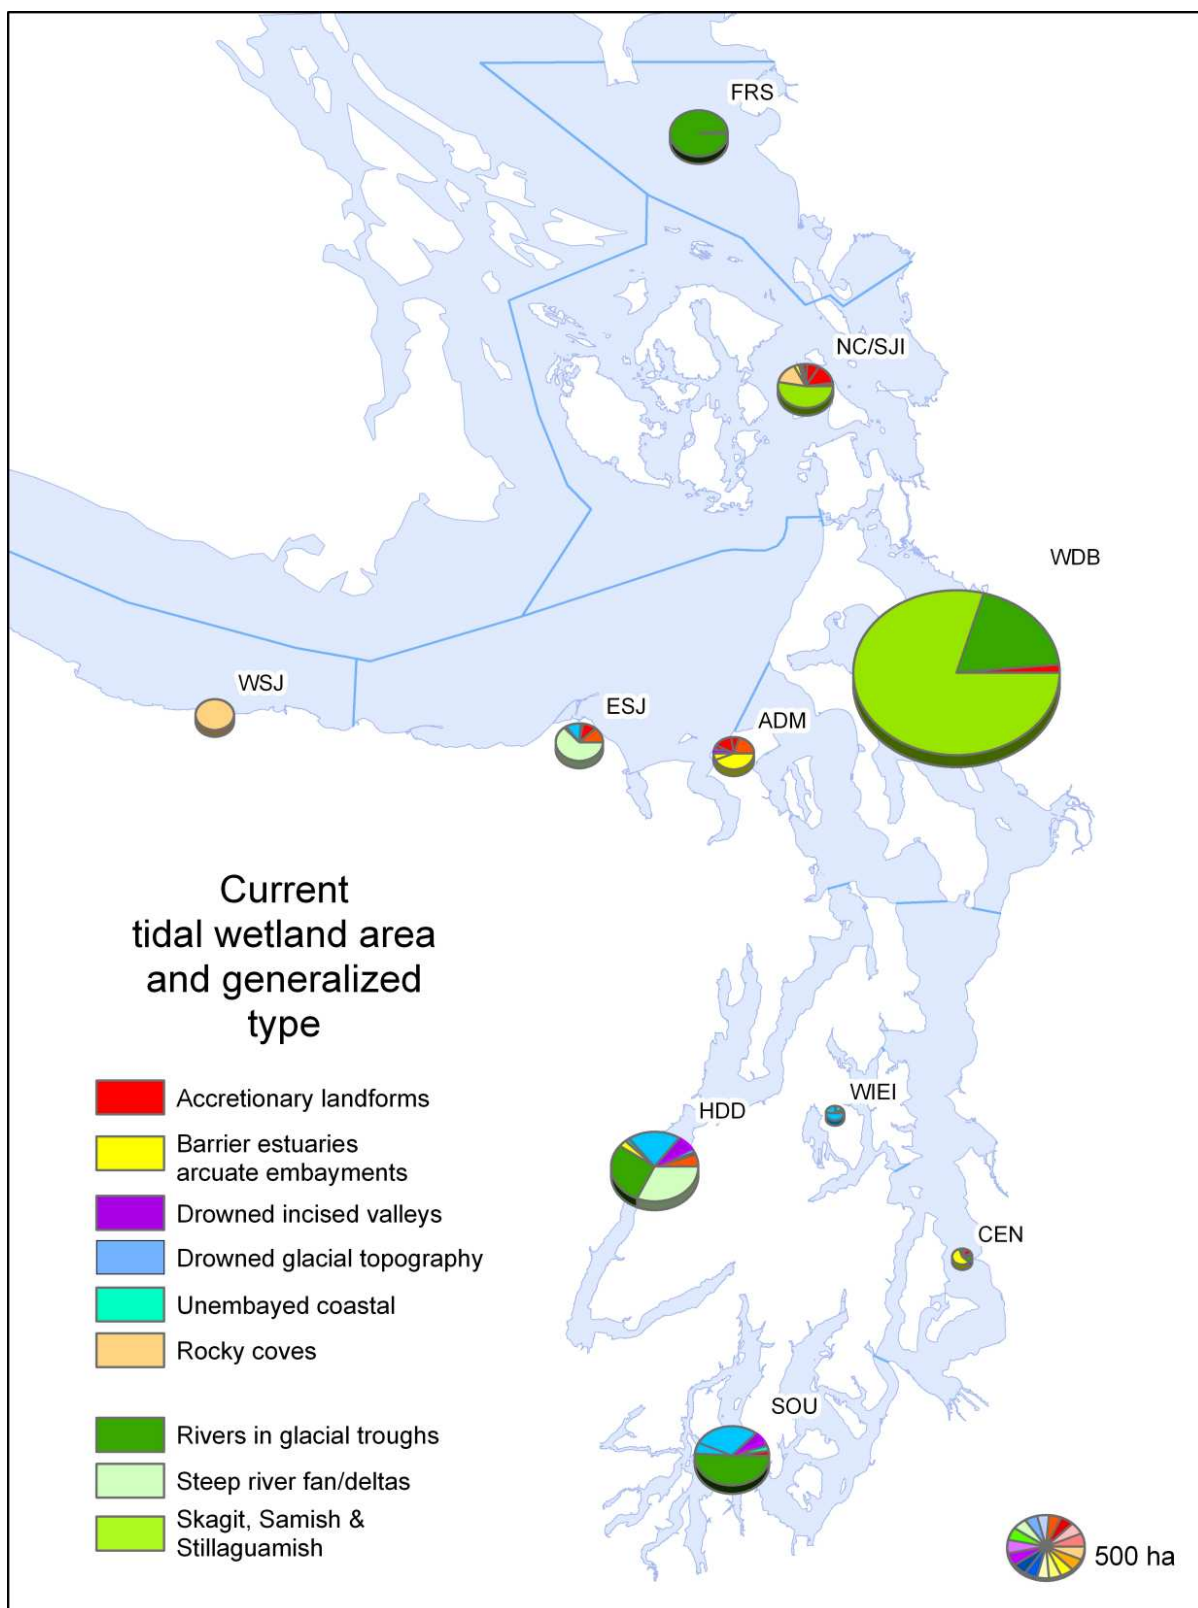 FRS
NC/SJI
WDB
WSJ
ESJ
ADM
Current
tidal wetland area
and generalized
type
Accretionary landforms
Barrier estuaries
arcuate embayments
Drowned incised valleys
Drowned glacial topography
Unembayed coastal
Rocky coves
Rivers in glacial troughs
Steep river fan/deltas
Skagit, Samish &
Stillaguamish
HDD
WIEI
CEN
SOU
500 ha